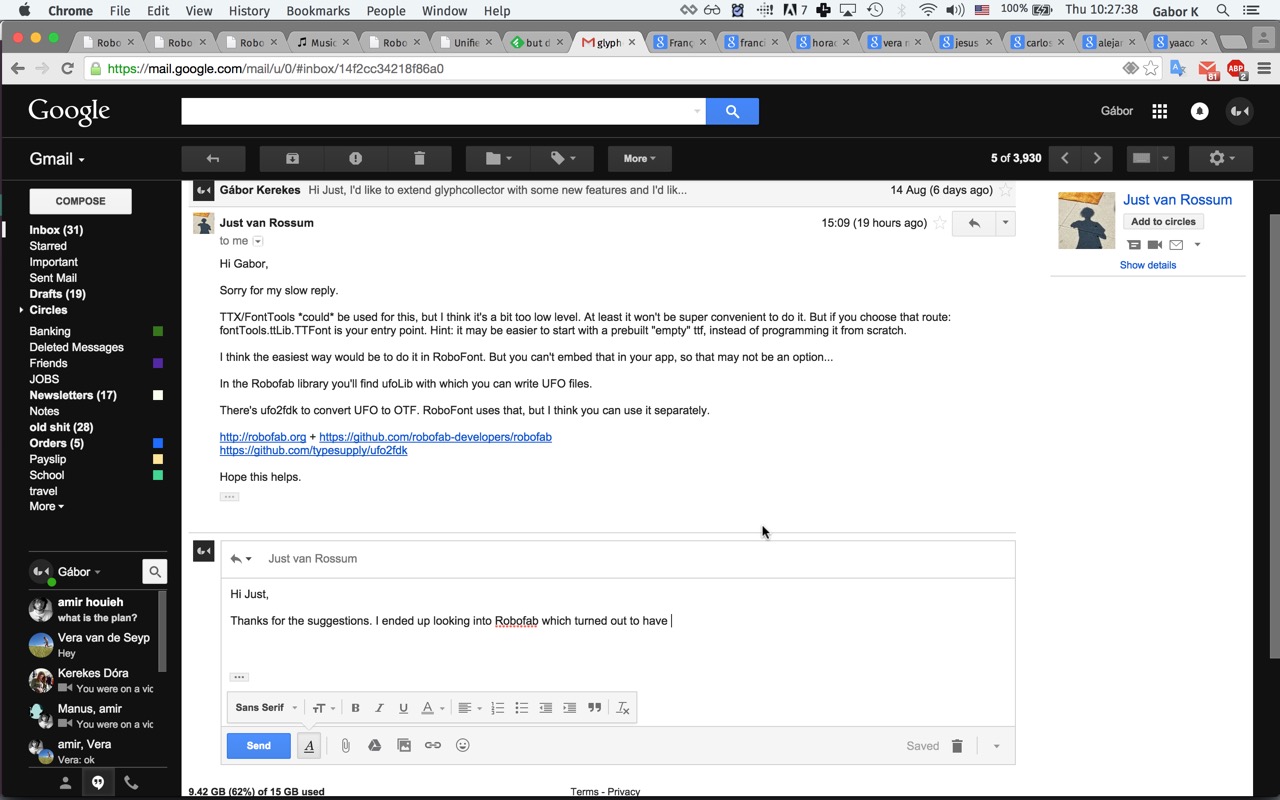 Chrome File Edit View History Bookmarks People Window Help 7 100% Thu 10:27:38 Gabor K
Robo Robo Robo Music Robo Unifie but d glyph Franç franci horac vera r jesus carlos alejar yaaco
https://mail.google.com/mail/u/0/#inbox/14f2cc34218f86a0 81 ABP 2
Google Gábor
Gmail More 5 of 3,930
COMPOSE
Inbox (31)
Starred
Important
Sent Mail
Drafts (19)
Circles
Banking
Deleted Messages
Friends
JOBS
Newsletters (17)
Notes
old shit (28)
Orders (5)
Payslip
School
travel
More
Gábor
amir houieh
what is the plan?
Vera van de Seyp
Hey
Kerekes Dóra
You were on a vic
Manus, amir
You were on a vic
amir, Vera
Vera: ok
Gábor Kerekes Hi Just, I'd like to extend glyphcollector with some new features and I'd lik... 14 Aug (6 days ago)
Just van Rossum 15:09 (19 hours ago)
to me
Hi Gabor,
Sorry for my slow reply.
TTX/FontTools *could* be used for this, but I think it's a bit too low level. At least it won't be super convenient to do it. But if you choose that route:
fontTools.ttLib.TTFont is your entry point. Hint: it may be easier to start with a prebuilt "empty" ttf, instead of programming it from scratch.
I think the easiest way would be to do it in RoboFont. But you can't embed that in your app, so that may not be an option...
In the Robofab library you'll find ufoLib with which you can write UFO files.
There's ufo2fdk to convert UFO to OTF. RoboFont uses that, but I think you can use it separately.
http://robofab.org + https://github.com/robofab-developers/robofab
https://github.com/typesupply/ufo2fdk
Hope this helps.
Just van Rossum
Hi Just,
Thanks for the suggestions. I ended up looking into Robofab which turned out to have
Sans Serif
Send Saved
9.42 GB (62%) of 15 GB used Terms - Privacy
Just van Rossum
Add to circles
Show details